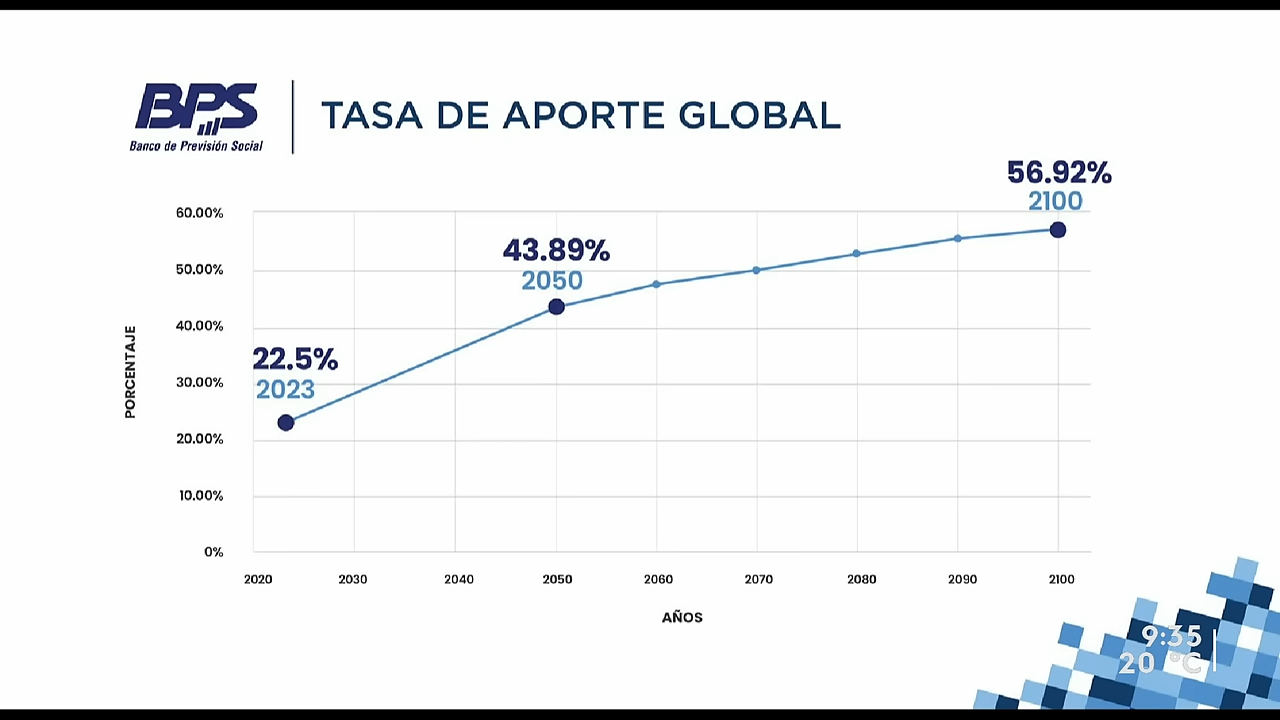 BPS
Banco de Previsión Social
TASA DE APORTE GLOBAL
56.92%
2100
43.89%
2050
22.5%
2023
PORCENTAJE
60.00%
50.00%
40.00%
30.00%
20.00%
10.00%
0%
2020 2030 2040 2050 2060 2070 2080 2090 2100
AÑOS
9:35
20 °C